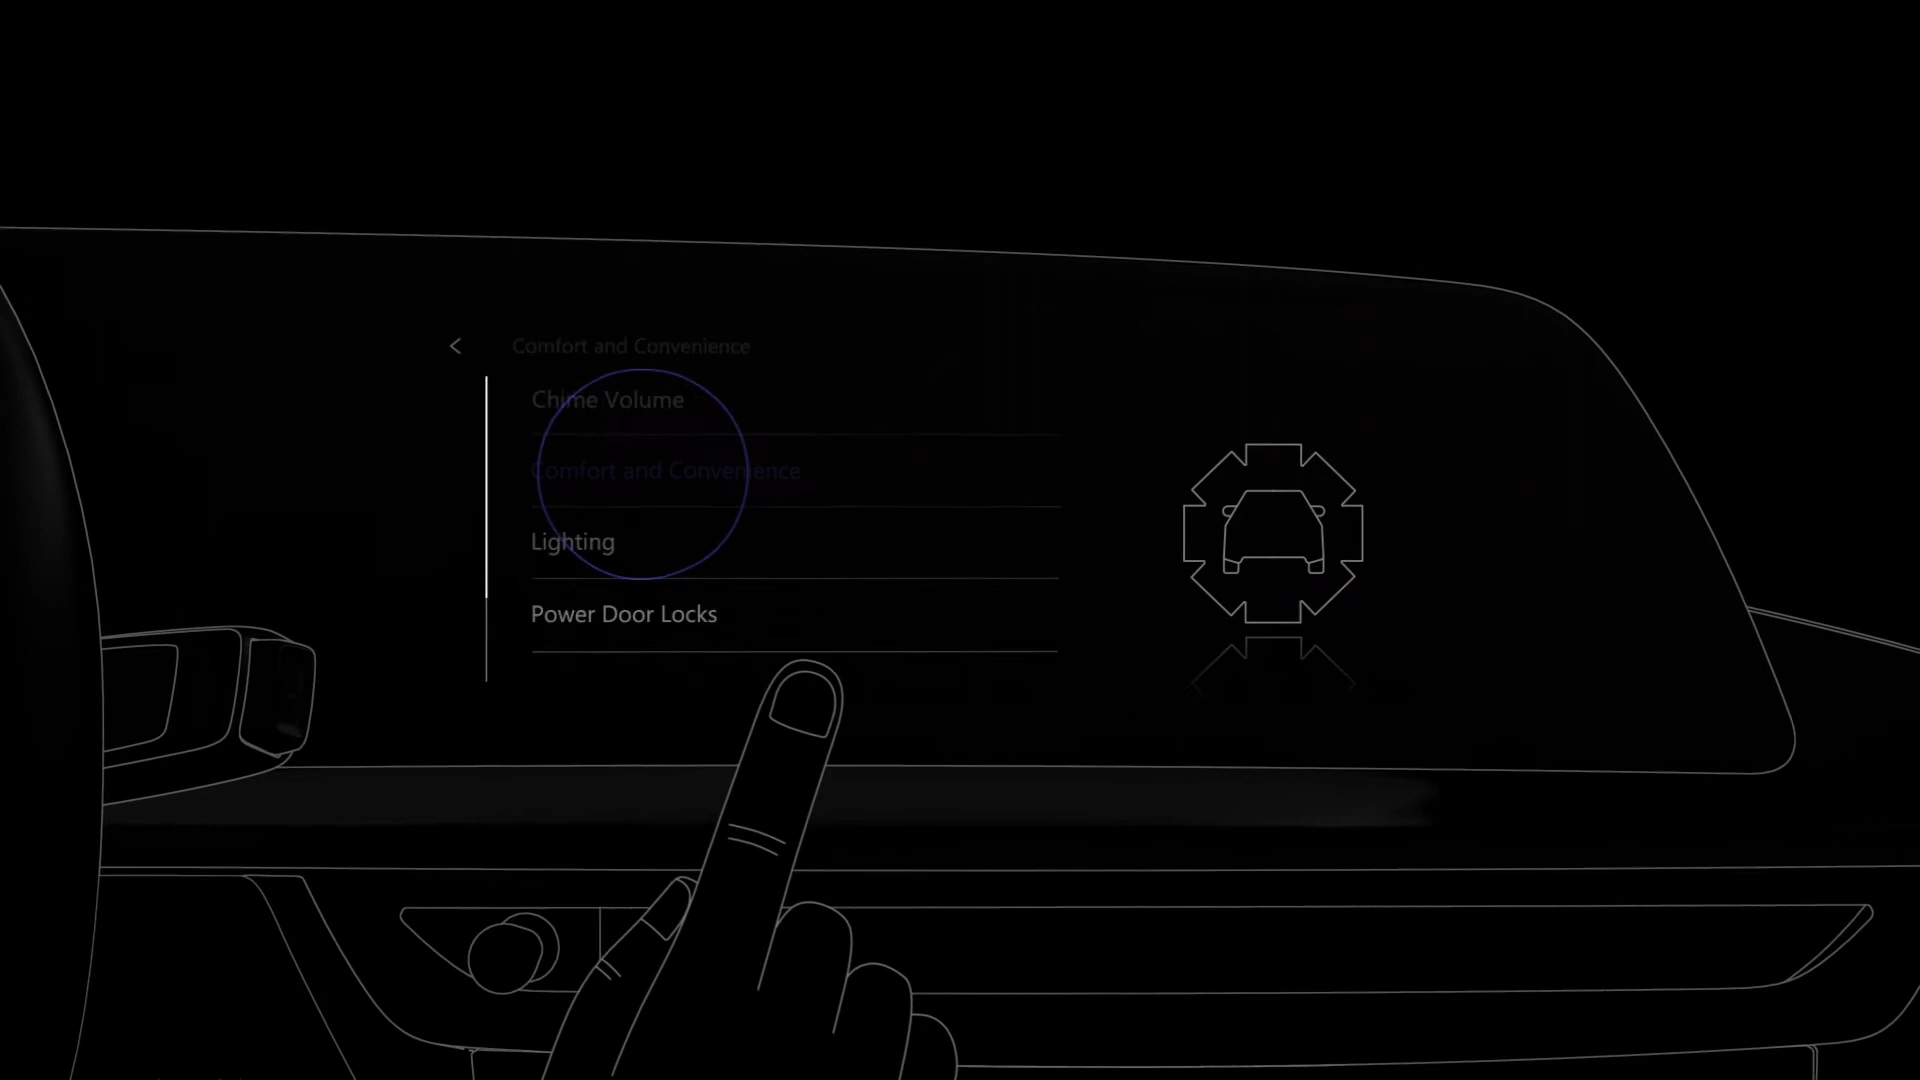 Comfort and Convenience
Chime Volume
Comfort and Convenience
Lighting
Power Door Locks